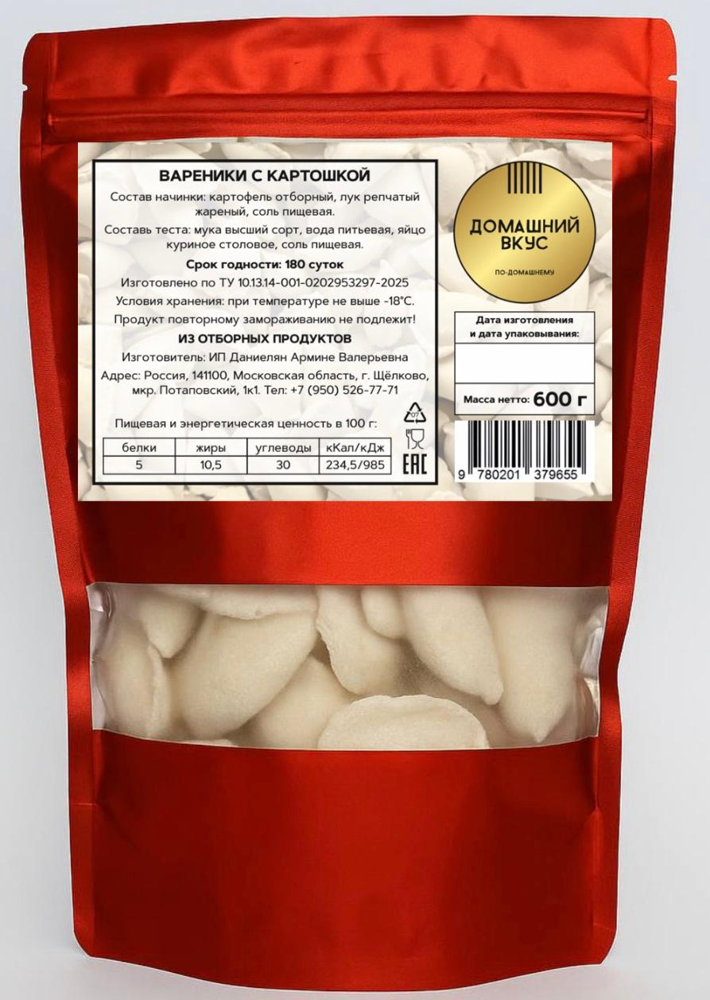 ВАРЕНИКИ С КАРТОШКОЙ
Состав начинки: картофель отборный, лук репчатый
жареный, соль пищевая.
Составь теста: мука высший сорт, вода питьевая, яйцо
куриное столовое, соль пищевая.
Срок годности: 180 суток
Изготовлено по ТУ 10.13.14-001-0202953297-2025
Условия хранения: при температуре не выше -18°С.
Продукт повторному замораживанию не подлежит!
ИЗ ОТБОРНЫХ ПРОДУКТОВ
Изготовитель: ИП Даниелян Армине Валерьевна
Адрес: Россия, 141100, Московская область, г. Щёлково,
мкр. Потаповский, 1к1. Тел: +7 (950) 526-77-71
Пищевая и энергетическая ценность в 100 г:
белки жиры углеводы кКал/кДж
5 10,5 30 234,5/985
07
ЕАС
ДОМАШНИЙ
ВКУС
ПО-ДОМАШНЕМУ
Дата изготовления
и дата упаковывания:
Масса нетто: 600 г
9 780201 379655